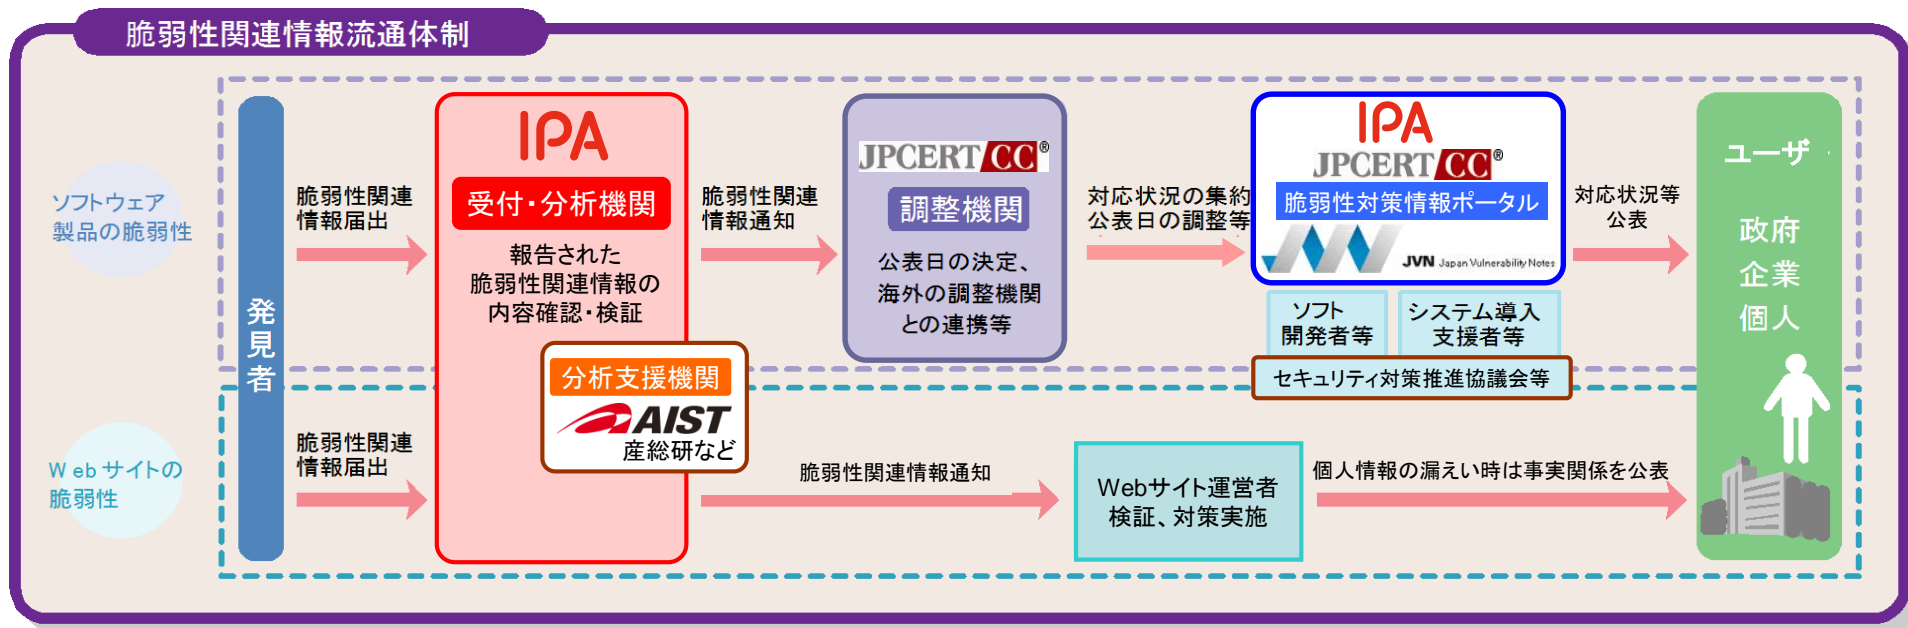 脆弱性関連情報流通体制
ソフトウェア
製品の脆弱性
発見者
脆弱性関連
情報届出
IPA
受付・分析機関
報告された
脆弱性関連情報の
内容確認・検証
分析支援機関
AIST
産総研など
脆弱性関連
情報通知
JPCERT/CC®
調整機関
公表日の決定、
海外の調整機関
との連携等
対応状況の集約
公表日の調整等
IPA
JPCERT/CC®
脆弱性対策情報ポータル
JVN Japan Vulnerability Notes
ソフト
開発者等
システム導入
支援者等
セキュリティ対策推進協議会等
対応状況等
公表
ユーザ
政府
企業
個人
Webサイトの
脆弱性
脆弱性関連
情報届出
脆弱性関連情報通知
Webサイト運営者
検証、対策実施
個人情報の漏えい時は事実関係を公表